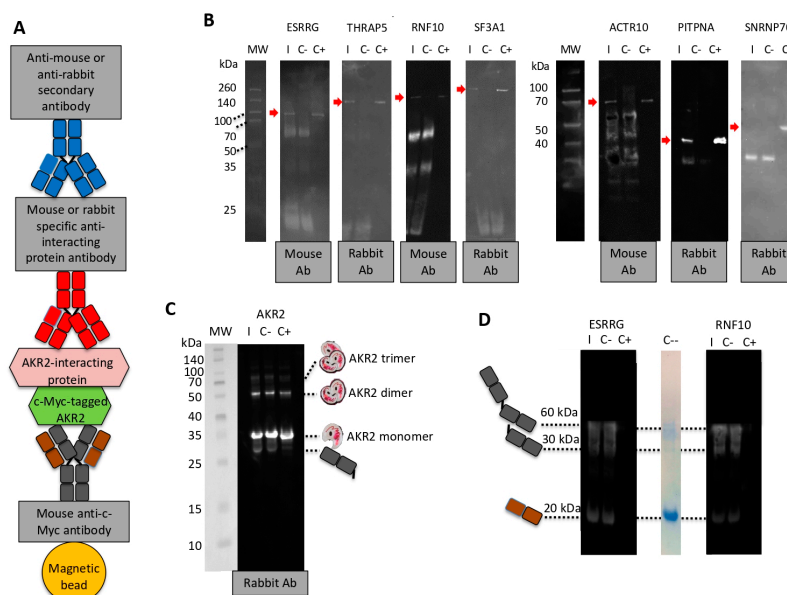 A
Anti-mouse or
anti-rabbit
secondary
antibody
Mouse or rabbit
specific anti-
interacting
protein antibody
AKR2-interacting
protein
c-Myc-tagged
AKR2
Mouse anti-c-
Myc antibody
Magnetic
bead
B
ESRRG THRAP5 RNF10 SF3A1
MW I C- C+ I C- C+ I C- C+ I C- C+
kDa
260
140
100
70
50
35
25
Mouse Ab
Rabbit Ab
Mouse Ab
Rabbit Ab
ACTR10 PITPNA
MW I C- C+ I C- C+ I C- C+
kDa
100
70
50
40
Mouse Ab
Rabbit Ab
Rabbit Ab
C
AKR2
MW I C- C+
kDa
140
100
70
50
40
35
25
15
10
AKR2 trimer
AKR2 dimer
AKR2 monomer
Rabbit Ab
D
ESRRG RNF10
I C- C+ C-- I C- C+
60 kDa
30 kDa
20 kDa